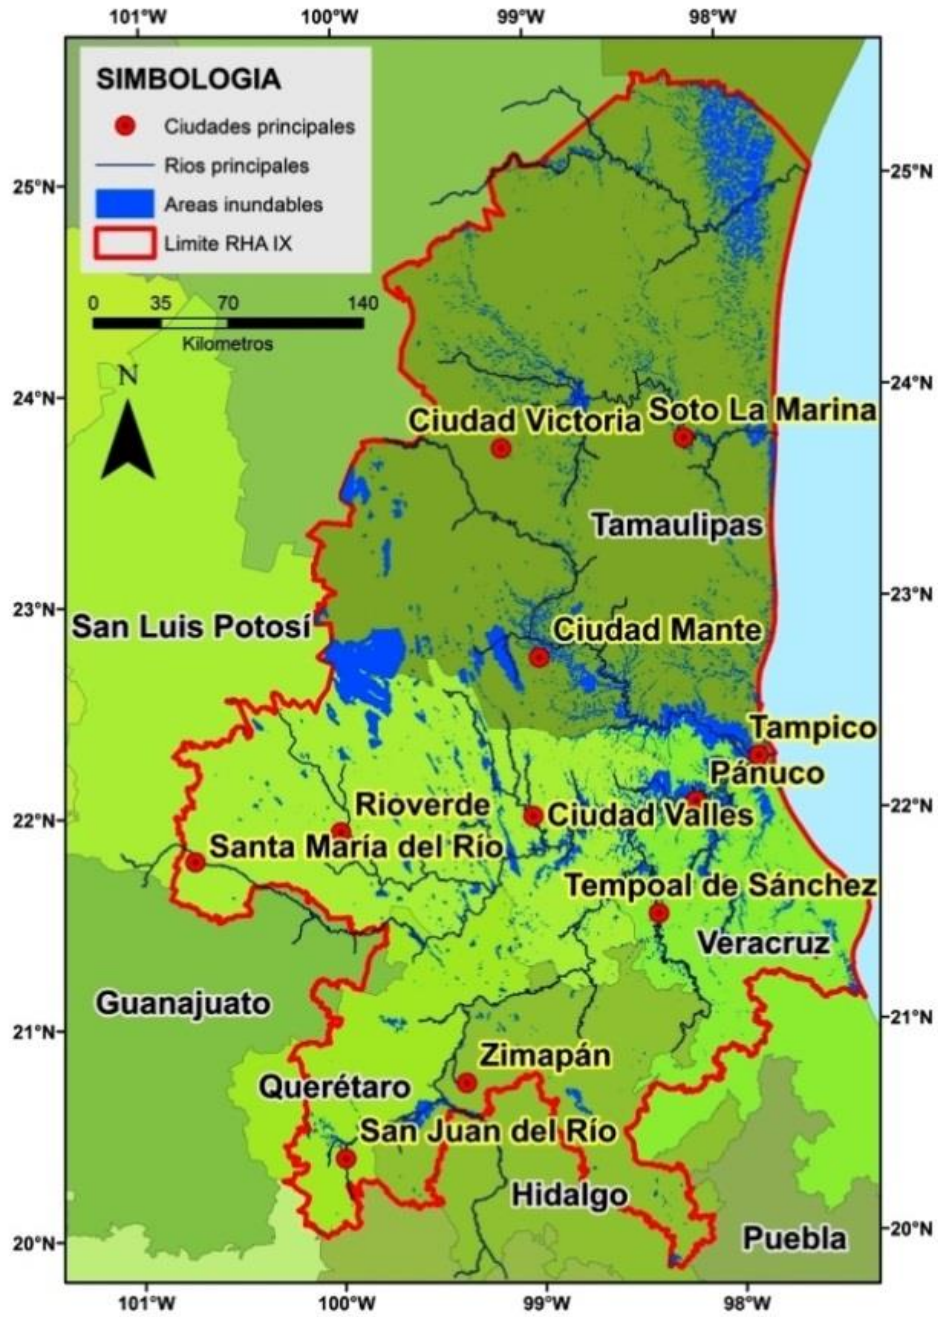 101°W 100°W 99°W 98°W
SIMBOLOGIA
Ciudades principales
Rios principales
Areas inundables
Limite RHA IX
0 35 70 140
Kilometros
N
25°N 25°N
24°N 24°N
Ciudad Victoria Soto La Marina
Tamaulipas
23°N 23°N
San Luis Potosí Ciudad Mante
Tampico
Pánuco
22°N 22°N
Rioverde Ciudad Valles
Santa María del Río
Tempoal de Sánchez
Veracruz
Guanajuato
21°N 21°N
Zimapán
Querétaro
San Juan del Río
Hidalgo
20°N 20°N
Puebla
101°W 100°W 99°W 98°W